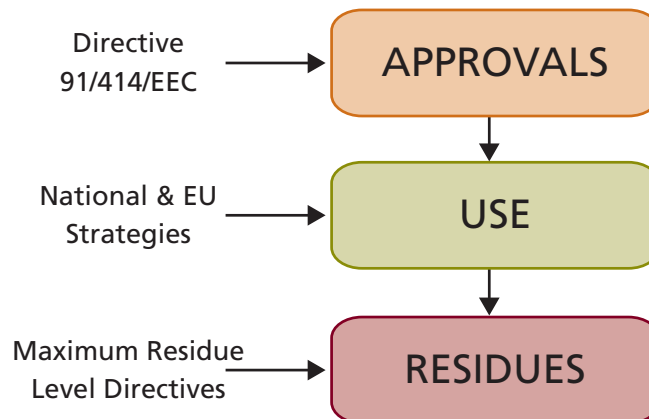 Directive
91/414/EEC
APPROVALS
National & EU
Strategies
USE
Maximum Residue
Level Directives
RESIDUES